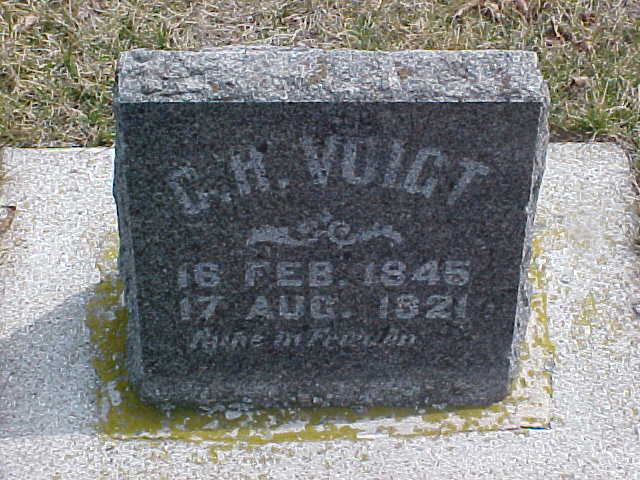 C. H. VOIGT
16 FEB. 1845
17 AUG. 1921
Ruhe in Frieden